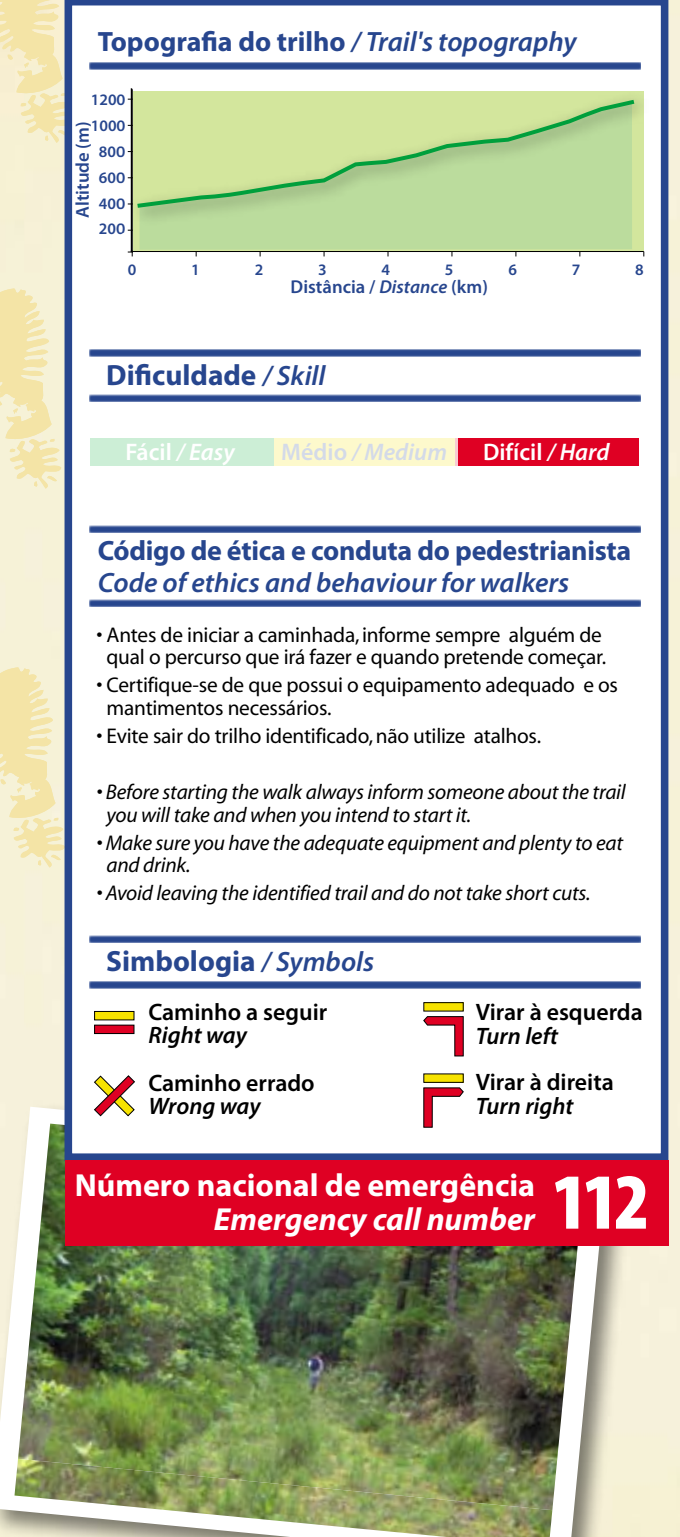 Topografia do trilho / Trail's topography
Altitude (m)
1200
1000
800
600
400
200
0 1 2 3 4 5 6 7 8
Distância / Distance (km)
Dificuldade / Skill
Fácil / Easy Médio / Medium Difícil / Hard
Código de ética e conduta do pedestrianista
Code of ethics and behaviour for walkers
• Antes de iniciar a caminhada, informe sempre alguém de
qual o percurso que irá fazer e quando pretende começar.
• Certifique-se de que possui o equipamento adequado e os
mantimentos necessários.
• Evite sair do trilho identificado, não utilize atalhos.
• Before starting the walk always inform someone about the trail
you will take and when you intend to start it.
• Make sure you have the adequate equipment and plenty to eat
and drink.
• Avoid leaving the identified trail and do not take short cuts.
Simbologia / Symbols
Caminho a seguir
Right way
Virar à esquerda
Turn left
Caminho errado
Wrong way
Virar à direita
Turn right
Número nacional de emergência 112
Emergency call number